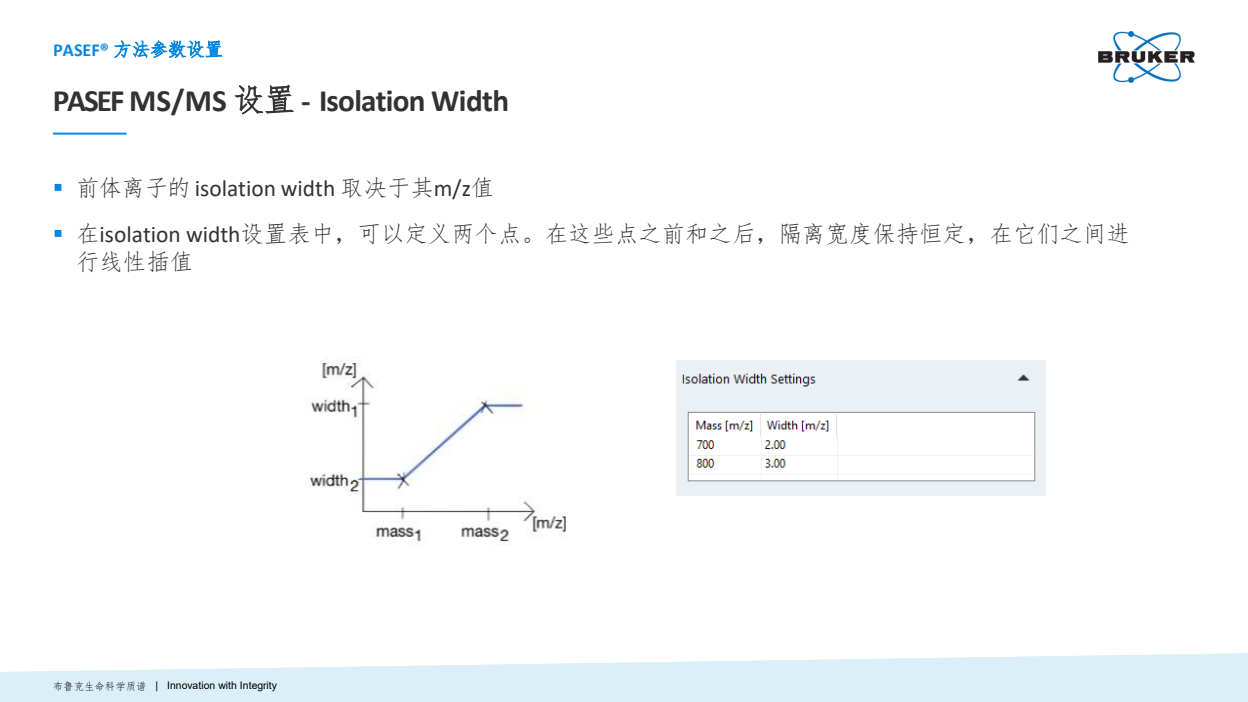 PASEF® 方法参数设置
BRUKER
PASEF MS/MS 设置 - Isolation Width
前体离子的 isolation width 取决于其m/z值
在isolation width设置表中，可以定义两个点。在这些点之前和之后，隔离宽度保持恒定，在它们之间进
行线性插值
[m/z]
width1
width2
mass1 mass2 [m/z]
Isolation Width Settings
Mass [m/z] Width [m/z]
700 2.00
800 3.00
布鲁克生命科学质谱 | Innovation with Integrity